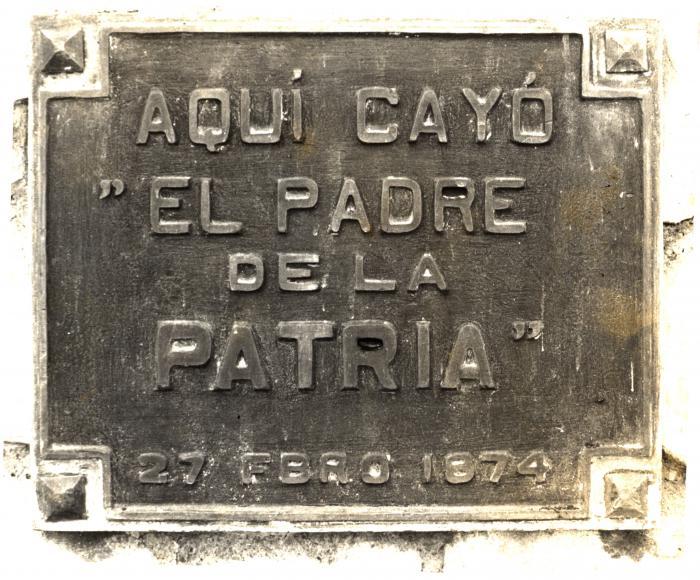 AQUÍ CAYÓ
"EL PADRE
DE LA
PATRIA"
27 FBRO 1874